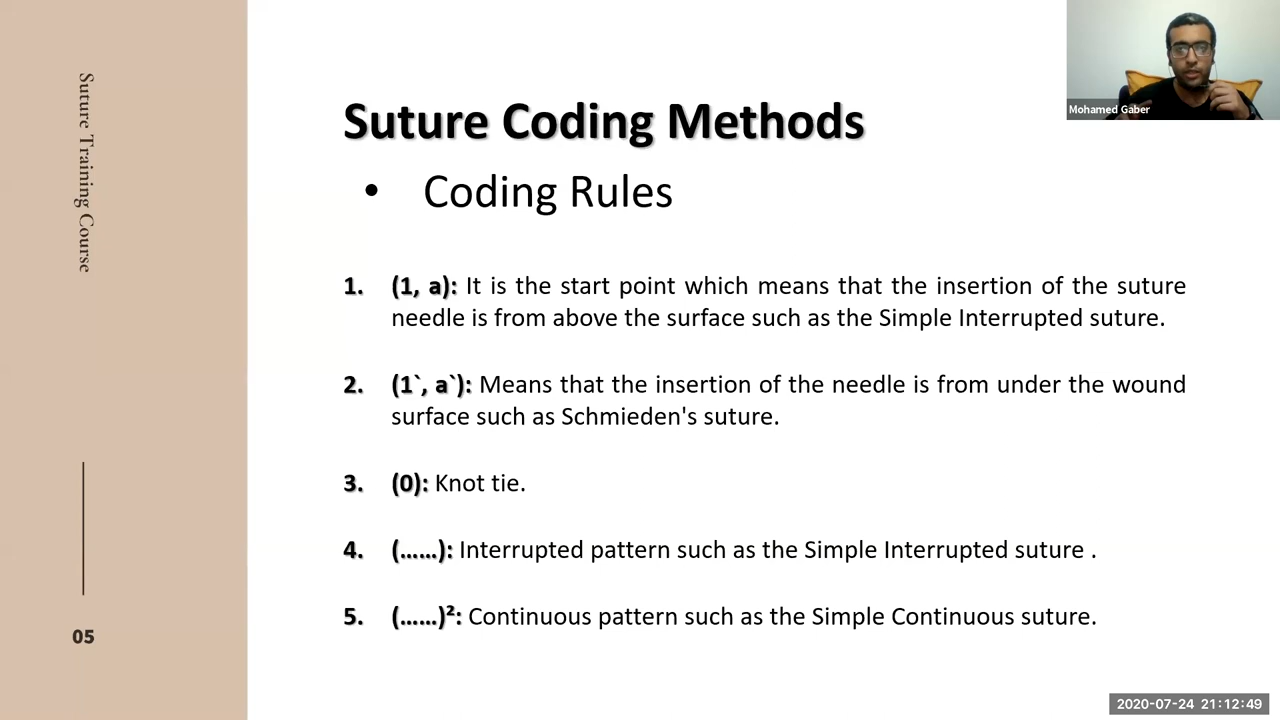 Suture Training Course
05
Suture Coding Methods
• Coding Rules
1. (1, a): It is the start point which means that the insertion of the suture
needle is from above the surface such as the Simple Interrupted suture.
2. (1`, a`): Means that the insertion of the needle is from under the wound
surface such as Schmieden's suture.
3. (0): Knot tie.
4. (……): Interrupted pattern such as the Simple Interrupted suture .
5. (……)²: Continuous pattern such as the Simple Continuous suture.
Mohamed Gaber
2020-07-24 21:12:49